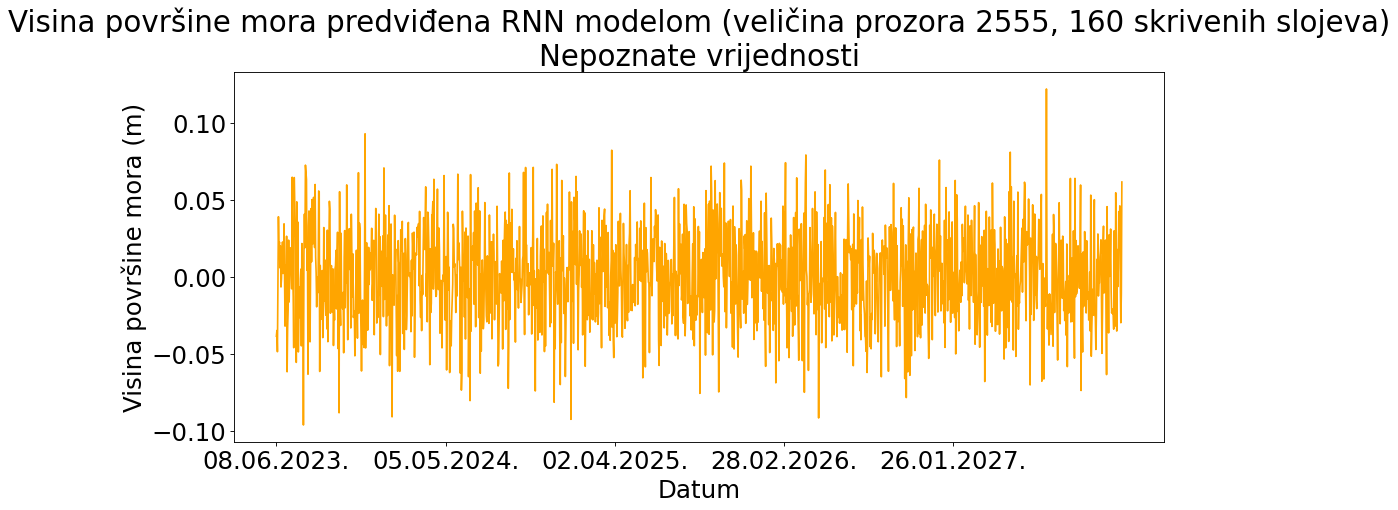 Visina površine mora predviđena RNN modelom (veličina prozora 2555, 160 skrivenih slojeva)
Nepoznate vrijednosti
Visina površine mora (m)
0.10
0.05
0.00
−0.05
−0.10
08.06.2023. 05.05.2024. 02.04.2025. 28.02.2026. 26.01.2027.
Datum